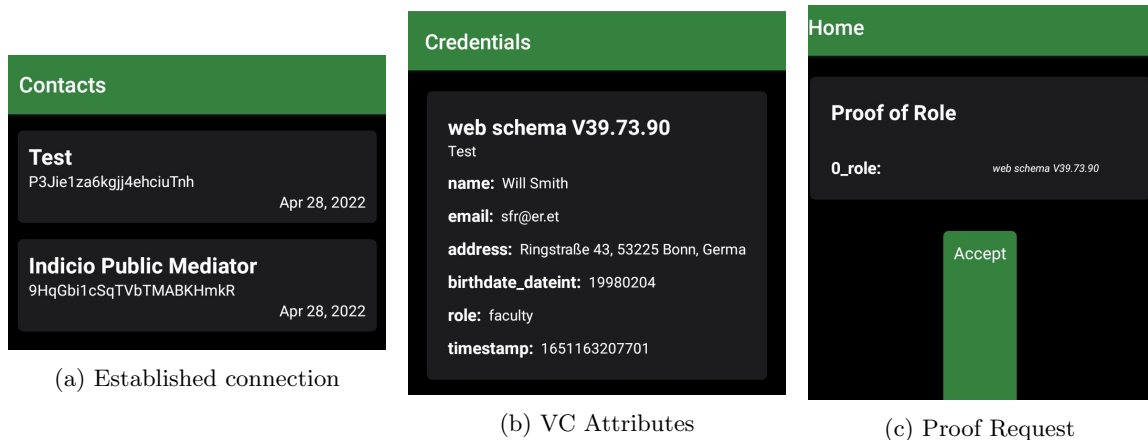 Contacts
Test
P3Jie1za6kgjj4ehciuTnh
Apr 28, 2022
Indicio Public Mediator
9HqGbi1cSqTVbTMABKHmkR
Apr 28, 2022
(a) Established connection
Credentials
web schema V39.73.90
Test
name: Will Smith
email: sfr@er.et
address: Ringstraße 43, 53225 Bonn, Germa
birthdate_dateint: 19980204
role: faculty
timestamp: 1651163207701
(b) VC Attributes
Home
Proof of Role
0_role: web schema V39.73.90
Accept
(c) Proof Request